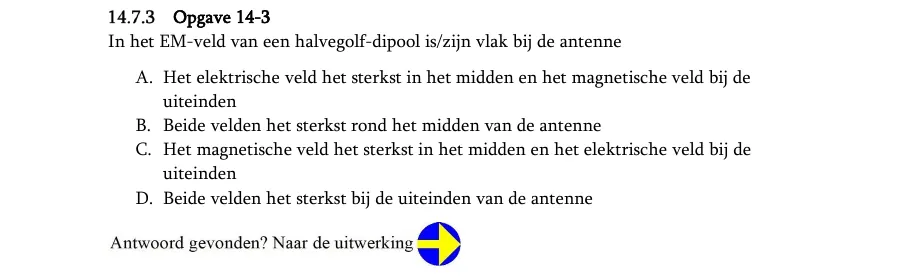 14.7.3 Opgave 14-3
In het EM-veld van een halvegolf-dipool is/zijn vlak bij de antenne
A. Het elektrische veld het sterkst in het midden en het magnetische veld bij de
uiteinden
B. Beide velden het sterkst rond het midden van de antenne
C. Het magnetische veld het sterkst in het midden en het elektrische veld bij de
uiteinden
D. Beide velden het sterkst bij de uiteinden van de antenne
Antwoord gevonden? Naar de uitwerking